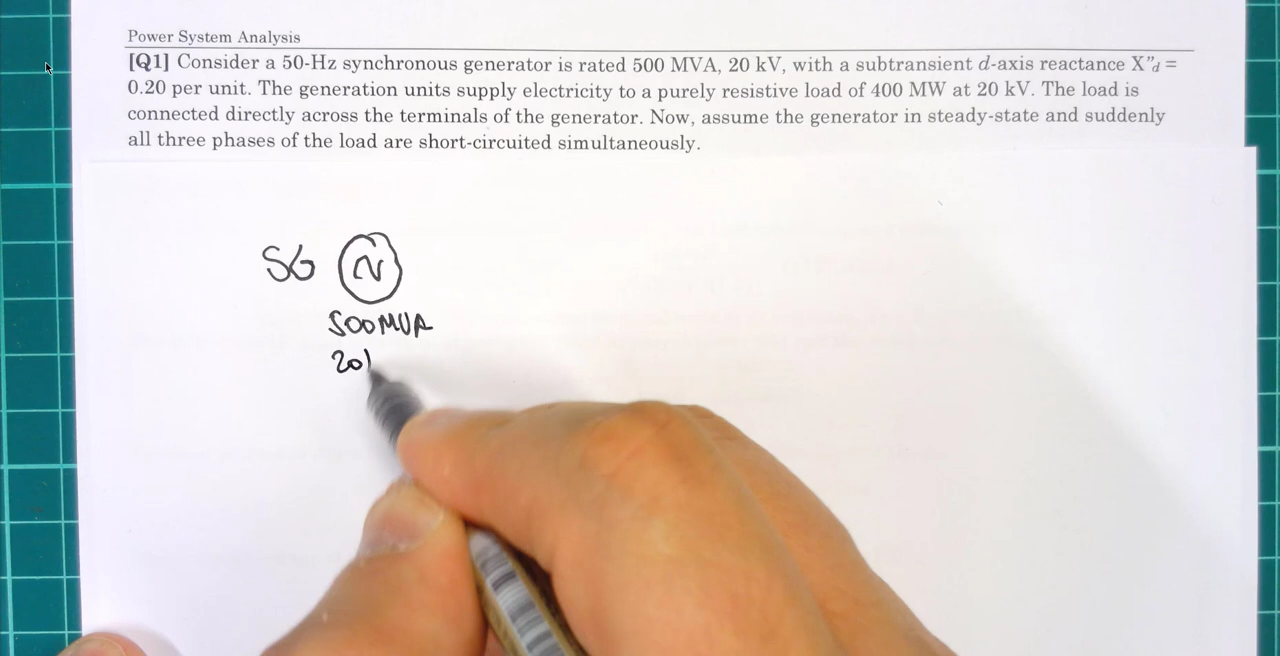 Power System Analysis
[Q1] Consider a 50-Hz synchronous generator is rated 500 MVA, 20 kV, with a subtransient d-axis reactance X”d =
0.20 per unit. The generation units supply electricity to a purely resistive load of 400 MW at 20 kV. The load is
connected directly across the terminals of the generator. Now, assume the generator in steady-state and suddenly
all three phases of the load are short-circuited simultaneously.
SG
500MVA
20